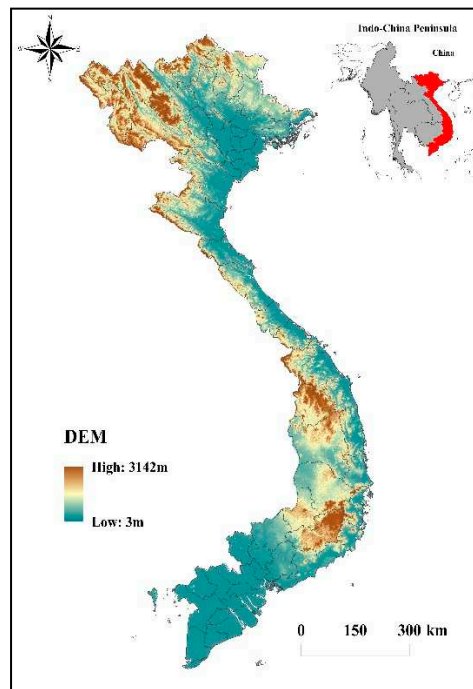 Indo-China Peninsula
China
DEM
High: 3142m
Low: 3m
0 150 300 km